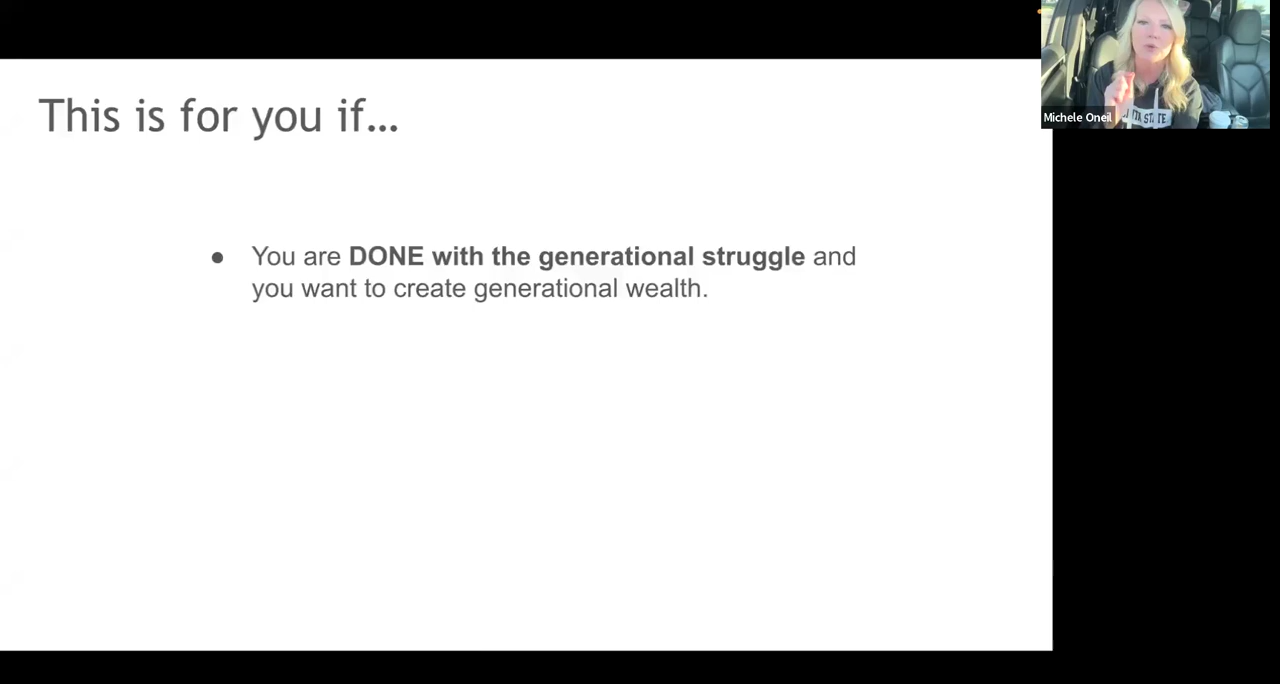 This is for you if...
● You are DONE with the generational struggle and
you want to create generational wealth.
Michele Oneil
STATE